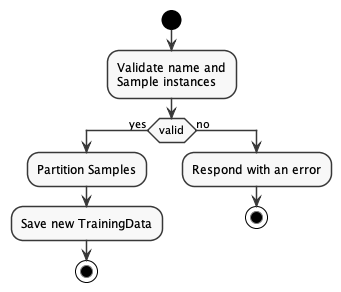 Validate name and
Sample instances
yes
valid
no
Partition Samples
Respond with an error
Save new TrainingData